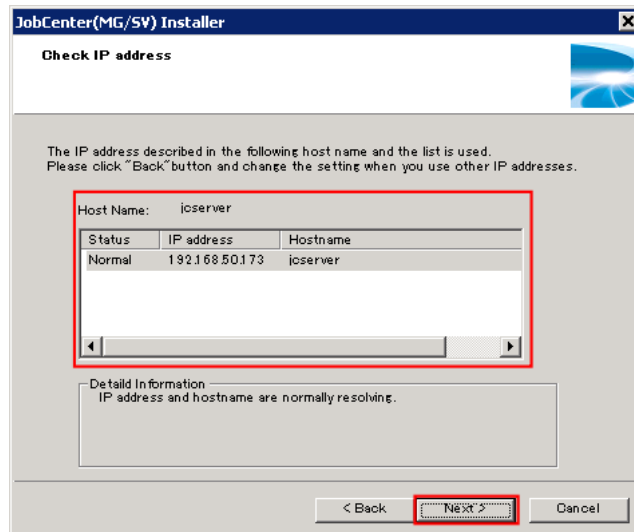 JobCenter(MG/SV) Installer
Check IP address
The IP address described in the following host name and the list is used.
Please click "Back"button and change the setting when you use other IP addresses.
Host Name: jcserver
Status IP address Hostname
Normal 192.168.50.173 jcserver
Detaild Information
IP address and hostname are normally resolving.
< Back Next > Cancel